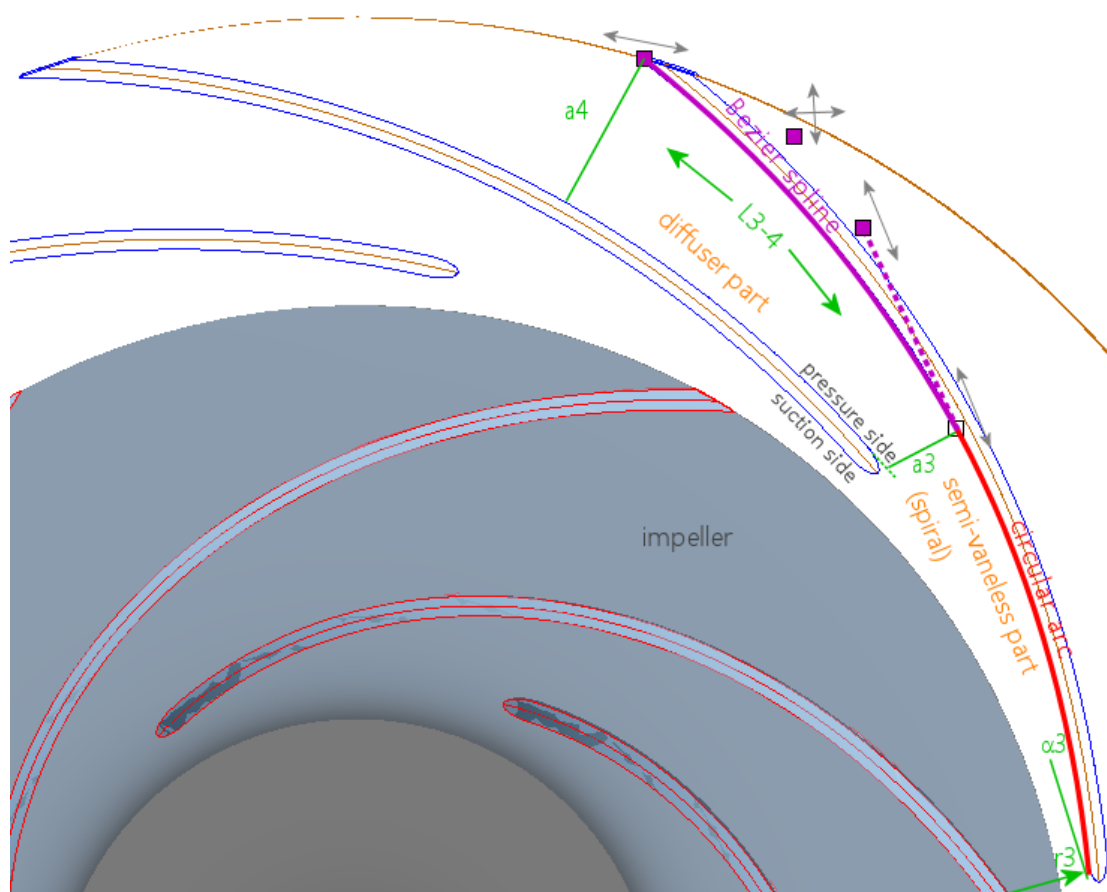 a4
Bezier spline
L3-4
diffuser part
pressure side
suction side
a3
semi-vaneless part
(spiral)
circular arc
impeller
α3
r3